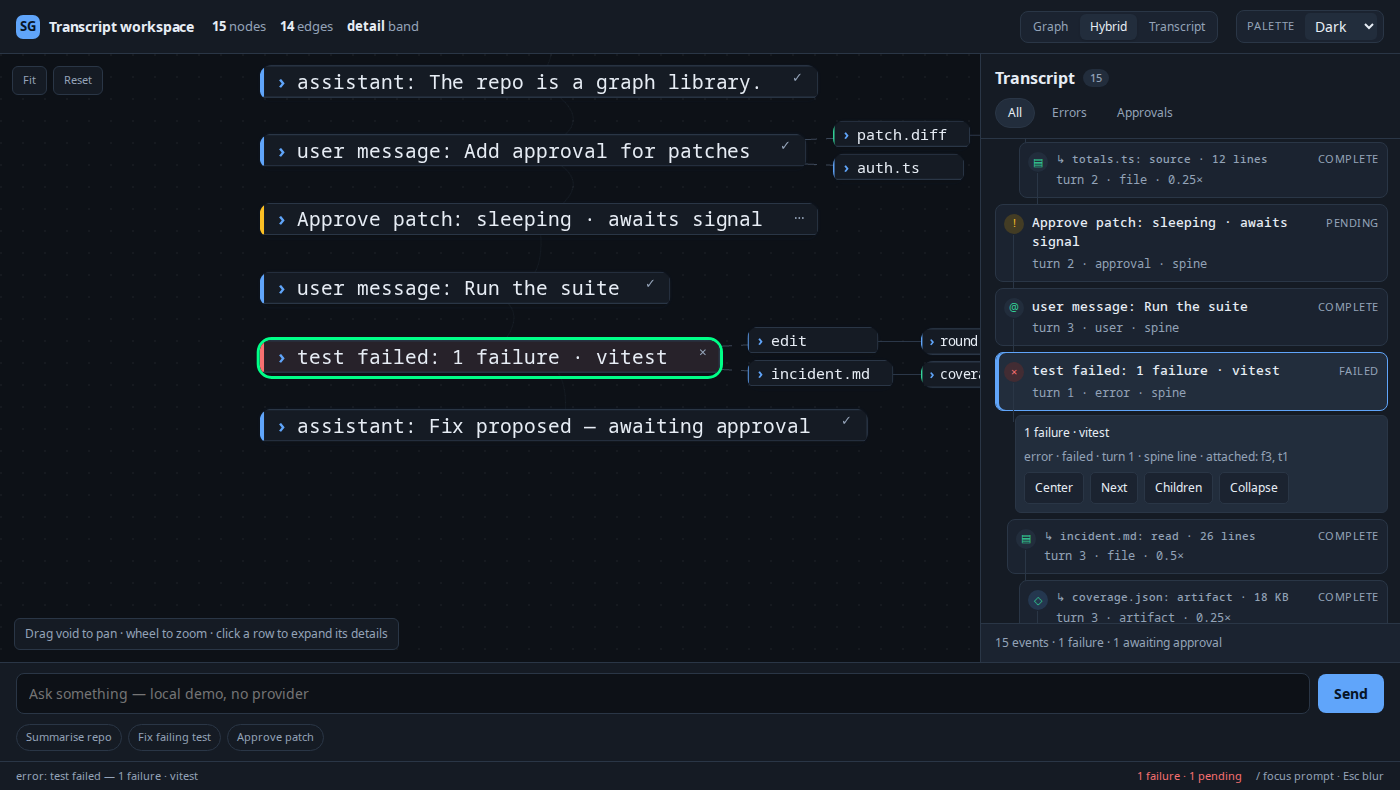 SG Transcript workspace 15 nodes 14 edges detail band
Graph Hybrid Transcript PALETTE Dark
Fit Reset
› assistant: The repo is a graph library. ✓
› user message: Add approval for patches ✓
› patch.diff
› auth.ts
› Approve patch: sleeping · awaits signal ···
› user message: Run the suite ✓
› test failed: 1 failure · vitest ×
› edit
› round
› incident.md
› covera
› assistant: Fix proposed — awaiting approval ✓
Drag void to pan · wheel to zoom · click a row to expand its details
Transcript 15
All Errors Approvals
↳ totals.ts: source · 12 lines COMPLETE
turn 2 · file · 0.25×
! Approve patch: sleeping · awaits PENDING
signal
turn 2 · approval · spine
@ user message: Run the suite COMPLETE
turn 3 · user · spine
× test failed: 1 failure · vitest FAILED
turn 1 · error · spine
1 failure · vitest
error · failed · turn 1 · spine line · attached: f3, t1
Center Next Children Collapse
↳ incident.md: read · 26 lines COMPLETE
turn 3 · file · 0.5×
↳ coverage.json: artifact · 18 KB COMPLETE
turn 3 · artifact · 0.25×
15 events · 1 failure · 1 awaiting approval
Ask something — local demo, no provider
Send
Summarise repo Fix failing test Approve patch
error: test failed — 1 failure · vitest
1 failure · 1 pending / focus prompt · Esc blur